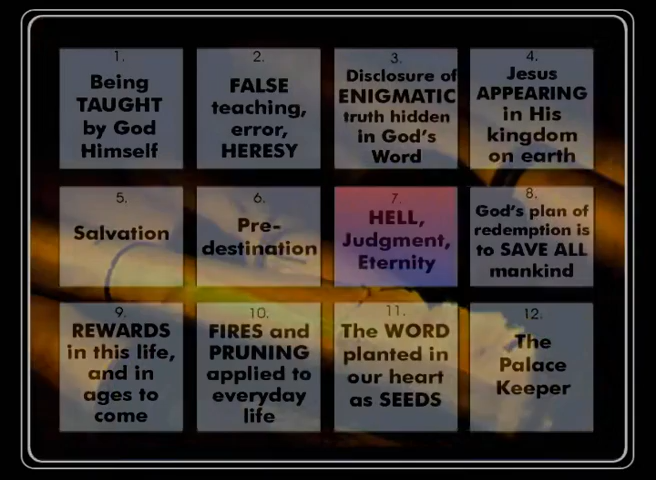 1.
Being
TAUGHT
by God
Himself
2.
FALSE
teaching,
error,
HERESY
3.
Disclosure of
ENIGMATIC
truth hidden
in God's
Word
4.
Jesus
APPEARING
in His
kingdom
on earth
5.
Salvation
6.
Pre-
destination
7.
HELL,
Judgment,
Eternity
8.
God's plan of
redemption is
to SAVE ALL
mankind
9.
REWARDS
in this life,
and in
ages to
come
10.
FIRES and
PRUNING
applied to
everyday
life
11.
The WORD
planted in
our heart
as SEEDS
12.
The
Palace
Keeper